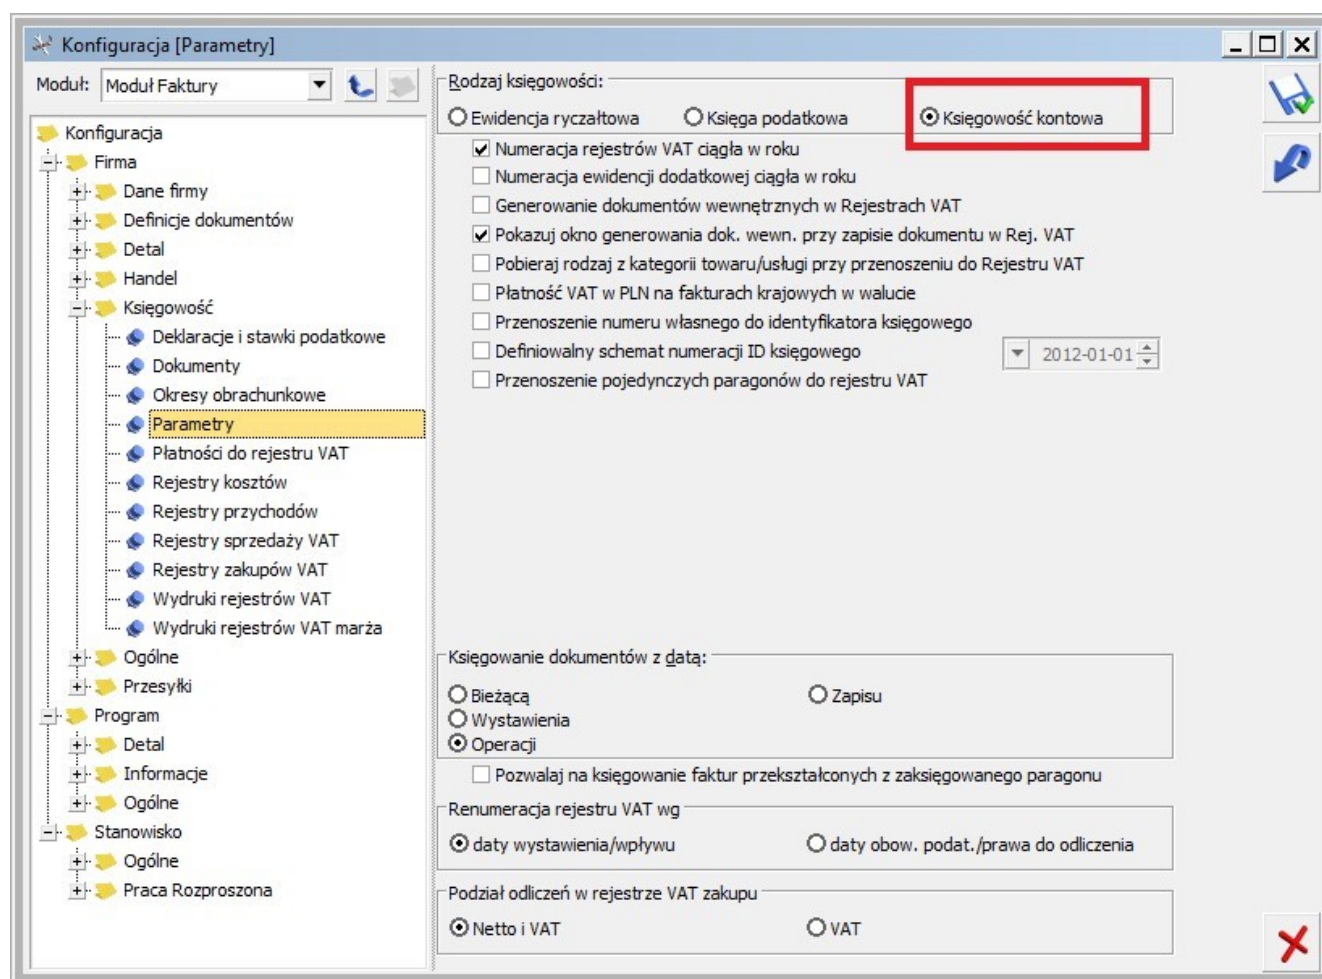 Konfiguracja [Parametry]
Moduł: Moduł Faktury
Konfiguracja
Firma
Dane firmy
Definicje dokumentów
Detal
Handel
Księgowość
Deklaracje i stawki podatkowe
Dokumenty
Okresy obrachunkowe
Parametry
Płatności do rejestru VAT
Rejestry kosztów
Rejestry przychodów
Rejestry sprzedaży VAT
Rejestry zakupów VAT
Wydruki rejestrów VAT
Wydruki rejestrów VAT marża
Ogólne
Przesyłki
Program
Detal
Informacje
Ogólne
Stanowisko
Ogólne
Praca Rozproszona
Rodzaj księgowości:
Ewidencja ryczałtowa Księga podatkowa Księgowość kontowa
Numeracja rejestrów VAT ciągła w roku
Numeracja ewidencji dodatkowej ciągła w roku
Generowanie dokumentów wewnętrznych w Rejestrach VAT
Pokazuj okno generowania dok. wewn. przy zapisie dokumentu w Rej. VAT
Pobieraj rodzaj z kategorii towaru/usługi przy przenoszeniu do Rejestru VAT
Płatność VAT w PLN na fakturach krajowych w walucie
Przenoszenie numeru własnego do identyfikatora księgowego
Definiowalny schemat numeracji ID księgowego 2012-01-01
Przenoszenie pojedynczych paragonów do rejestru VAT
Księgowanie dokumentów z datą:
Bieżącą Zapisu
Wystawienia
Operacji
Pozwalaj na księgowanie faktur przekształconych z zaksięgowanego paragonu
Renumeracja rejestru VAT wg
daty wystawienia/wpływu daty obow. podat./prawa do odliczenia
Podział odliczeń w rejestrze VAT zakupu
Netto i VAT VAT